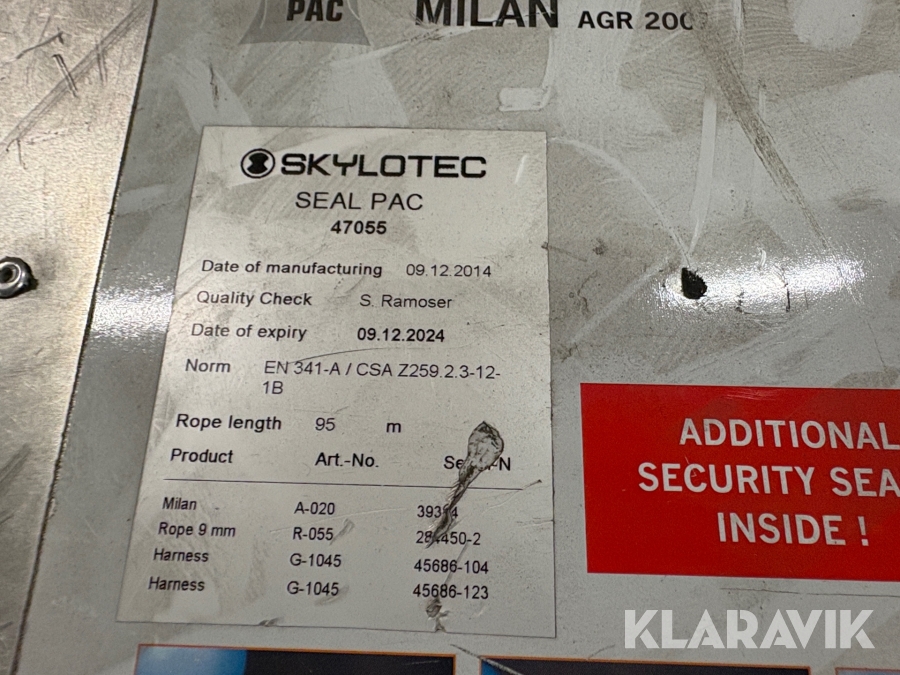 PAC
MILAN AGR 200
SKYLOTEC
SEAL PAC
47055
Date of manufacturing 09.12.2014
Quality Check S. Ramoser
Date of expiry 09.12.2024
Norm EN 341-A / CSA Z259.2.3-12-
1B
Rope length 95 m
Product Art.-No.
Milan A-020
Rope 9 mm R-055
Harness G-1045 45686-104
Harness G-1045 45686-123
ADDITIONAL
SECURITY SEA
INSIDE !
KLARAVIK